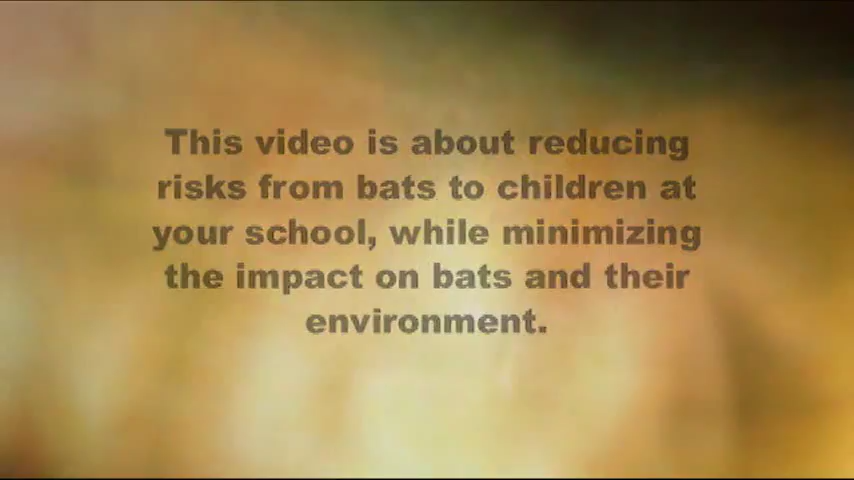 This video is about reducing
risks from bats to children at
your school, while minimizing
the impact on bats and their
environment.